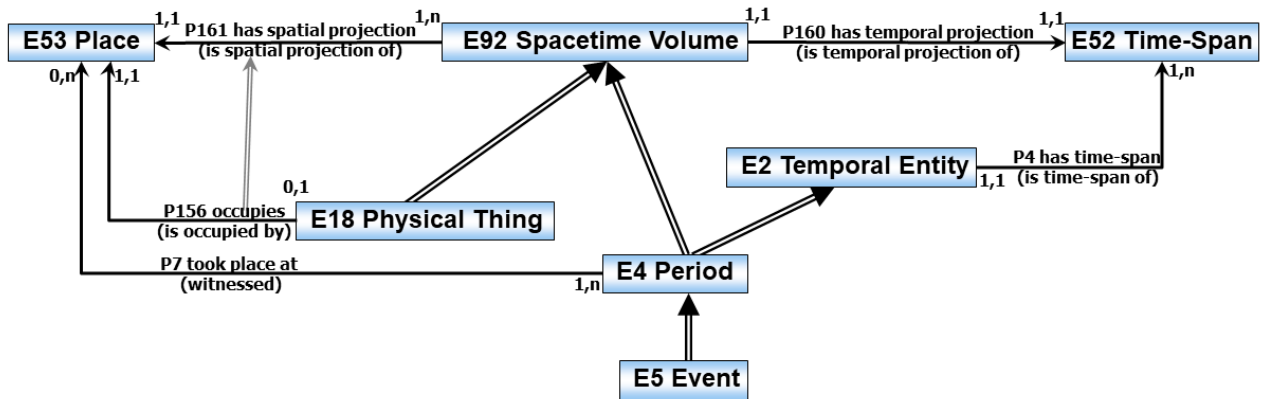 1,1
P161 has spatial projection
(is spatial projection of)
1,n
1,1
P160 has temporal projection
(is temporal projection of)
1,1
E53 Place
E92 Spacetime Volume
E52 Time-Span
0,n
1,1
1,n
E2 Temporal Entity
P4 has time-span
(is time-span of)
1,1
0,1
P156 occupies
(is occupied by)
E18 Physical Thing
P7 took place at
(witnessed)
1,n
E4 Period
E5 Event